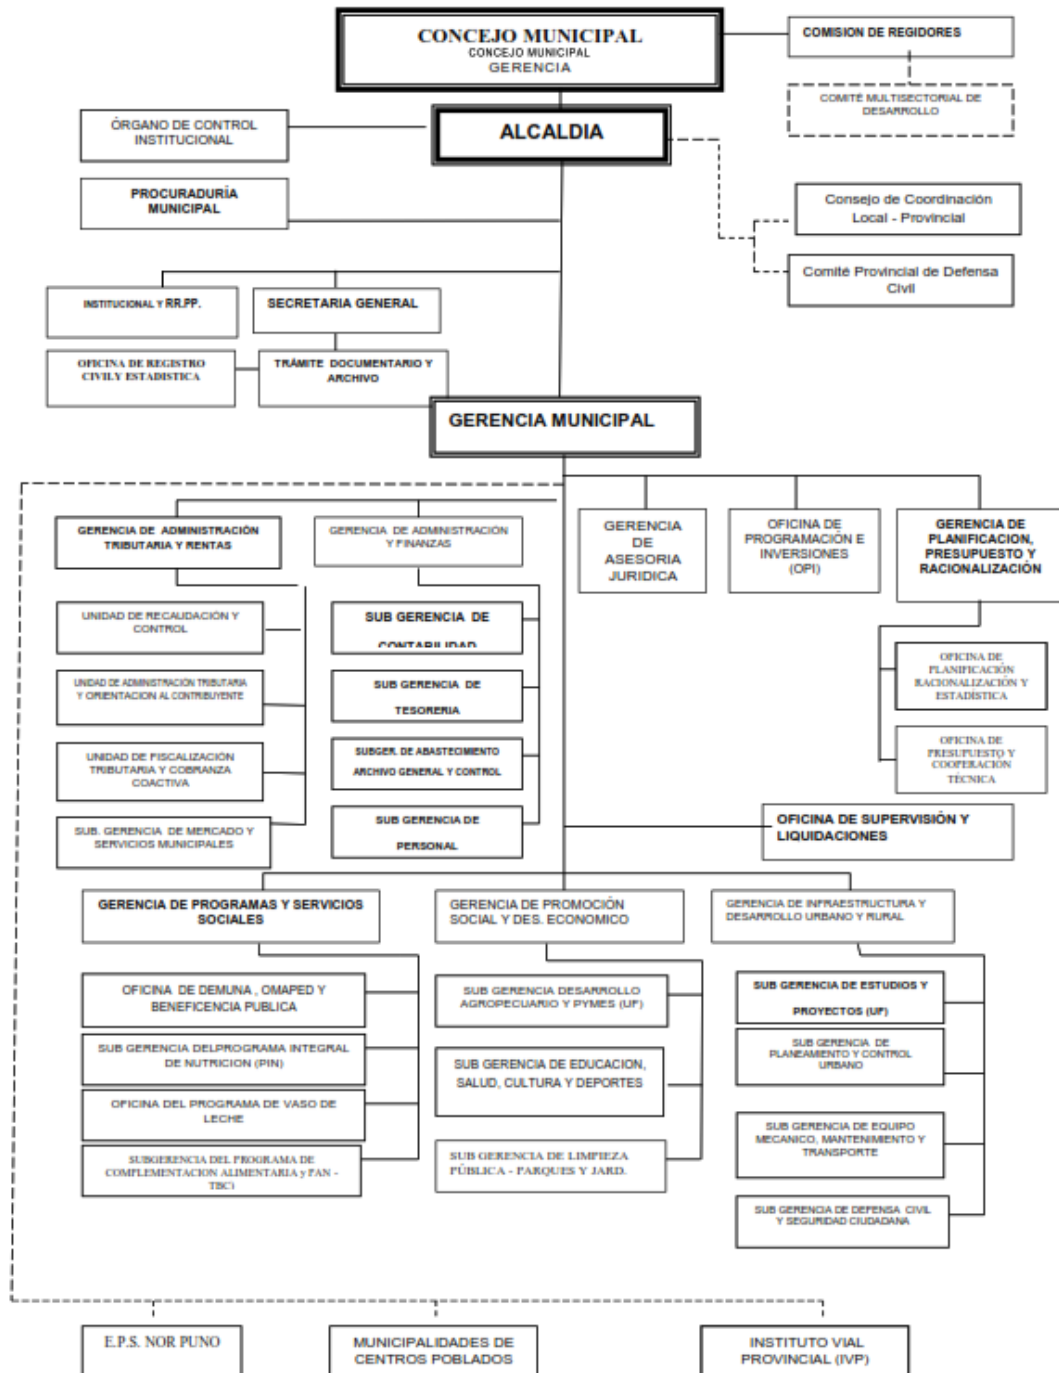 CONCEJO MUNICIPAL
CONCEJO MUNICIPAL
GERENCIA
COMISION DE REGIDORES
COMITÉ MULTISECTORIAL DE
DESARROLLO
ÓRGANO DE CONTROL
INSTITUCIONAL
ALCALDIA
PROCURADURÍA
MUNICIPAL
Consejo de Coordinación
Local - Provincial
Comité Provincial de Defensa
Civil
INSTITUCIONAL Y RR.PP.
SECRETARIA GENERAL
OFICINA DE REGISTRO
CIVILY ESTADISTICA
TRÁMITE DOCUMENTARIO Y
ARCHIVO
GERENCIA MUNICIPAL
GERENCIA DE ADMINISTRACIÓN
TRIBUTARIA Y RENTAS
GERENCIA DE ADMINISTRACIÓN
Y FINANZAS
GERENCIA
DE
ASESORIA
JURIDICA
OFICINA DE
PROGRAMACIÓN E
INVERSIONES
(OPI)
GERENCIA DE
PLANIFICACION,
PRESUPUESTO Y
RACIONALIZACIÓN
UNIDAD DE RECAUDACIÓN Y
CONTROL
SUB GERENCIA DE
CONTABILIDAD
OFICINA DE
PLANIFICACIÓN
RACIONALIZACIÓN Y
ESTADÍSTICA
UNIDAD DE ADMINISTRACIÓN TRIBUTARIA
Y ORIENTACION AL CONTRIBUYENTE
SUB GERENCIA DE
TESORERIA
UNIDAD DE FISCALIZACIÓN
TRIBUTARIA Y COBRANZA
COACTIVA
SUBGER. DE ABASTECIMIENTO
ARCHIVO GENERAL Y CONTROL
OFICINA DE
PRESUPUESTO Y
COOPERACIÓN
TÉCNICA
SUB. GERENCIA DE MERCADO Y
SERVICIOS MUNICIPALES
SUB GERENCIA DE
PERSONAL
OFICINA DE SUPERVISIÓN Y
LIQUIDACIONES
GERENCIA DE PROGRAMAS Y SERVICIOS
SOCIALES
GERENCIA DE PROMOCIÓN
SOCIAL Y DES. ECONOMICO
GERENCIA DE INFRAESTRUCTURA Y
DESARROLLO URBANO Y RURAL
OFICINA DE DEMUNA , OMAPED Y
BENEFICENCIA PUBLICA
SUB GERENCIA DESARROLLO
AGROPECUARIO Y PYMES (UF)
SUB GERENCIA DE ESTUDIOS Y
PROYECTOS (UF)
SUB GERENCIA DELPROGRAMA INTEGRAL
DE NUTRICION (PIN)
SUB GERENCIA DE EDUCACION,
SALUD, CULTURA Y DEPORTES
SUB GERENCIA DE
PLANEAMIENTO Y CONTROL
URBANO
OFICINA DEL PROGRAMA DE VASO DE
LECHE
SUB GERENCIA DE EQUIPO
MECANICO, MANTENIMIENTO Y
TRANSPORTE
SUBGERENCIA DEL PROGRAMA DE
COMPLEMENTACION ALIMENTARIA y PAN -
TBC)
SUB GERENCIA DE LIMPIEZA
PÚBLICA - PARQUES Y JARD.
SUB GERENCIA DE DEFENSA CIVIL
Y SEGURIDAD CIUDADANA
E.P.S. NOR PUNO
MUNICIPALIDADES DE
CENTROS POBLADOS
INSTITUTO VIAL
PROVINCIAL (IVP)